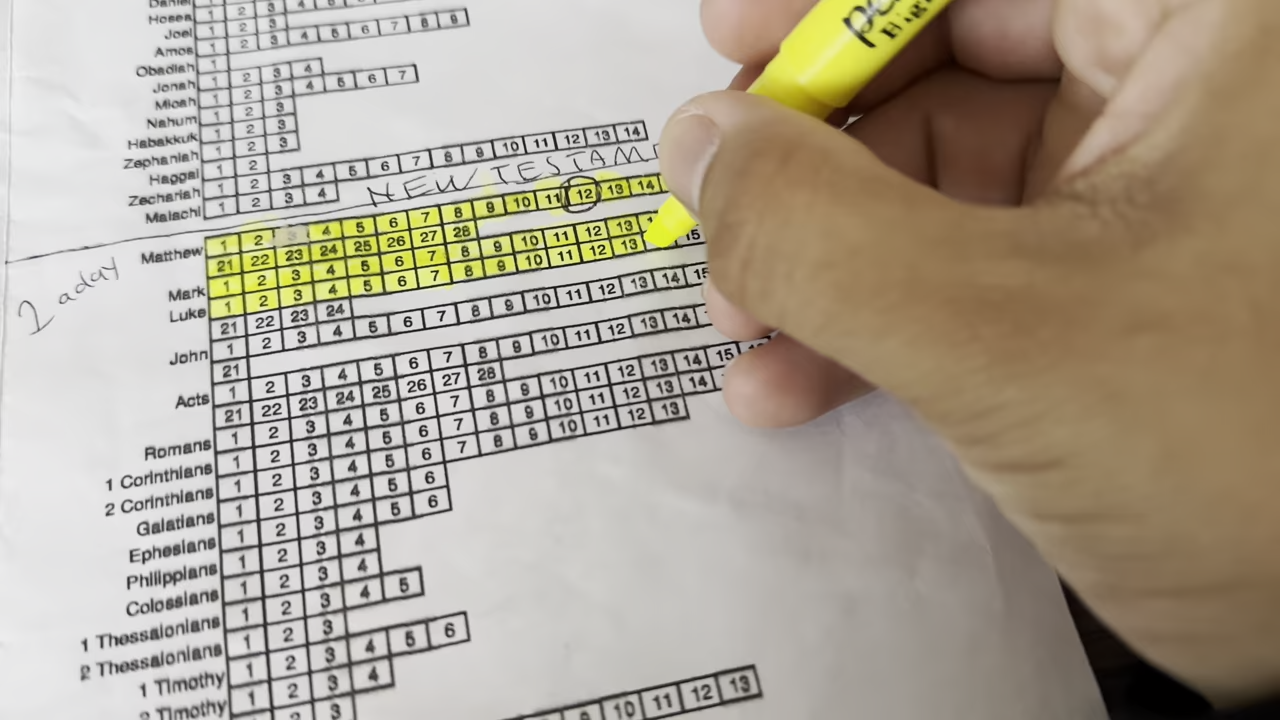 Daniel
Hosea 1 2 3 4 5 6
Joel 1 2 3
Amos 1 2 3 4 5 6 7 8 9
Obadiah 1
Jonah 1 2 3 4
Micah 1 2 3 4 5 6 7
Nahum 1 2 3
Habakkuk 1 2 3
Zephaniah 1 2 3
Haggai 1 2
Zechariah 1 2 3 4 5 6 7 8 9 10 11 12 13 14
Malachi 1 2 3 4
NEW TESTAM
2 a day
Matthew 1 2 3 4 5 6 7 8 9 10 11 12 13 14
21 22 23 24 25 26 27 28
Mark 1 2 3 4 5 6 7 8 9 10 11 12 13
Luke 1 2 3 4 5 6 7 8 9 10 11 12 13 15
21 22 23 24
John 1 2 3 4 5 6 7 8 9 10 11 12 13 14 15
21
Acts 1 2 3 4 5 6 7 8 9 10 11 12 13 14
21 22 23 24 25 26 27 28
Romans 1 2 3 4 5 6 7 8 9 10 11 12 13 14 15
1 Corinthians 1 2 3 4 5 6 7 8 9 10 11 12 13 14
2 Corinthians 1 2 3 4 5 6 7 8 9 10 11 12 13
Galatians 1 2 3 4 5 6
Ephesians 1 2 3 4 5 6
Philippians 1 2 3 4
Colossians 1 2 3 4
1 Thessalonians 1 2 3 4 5
2 Thessalonians 1 2 3
1 Timothy 1 2 3 4 5 6
2 Timothy 1 2 3 4
1 2 3
9 10 11 12 13